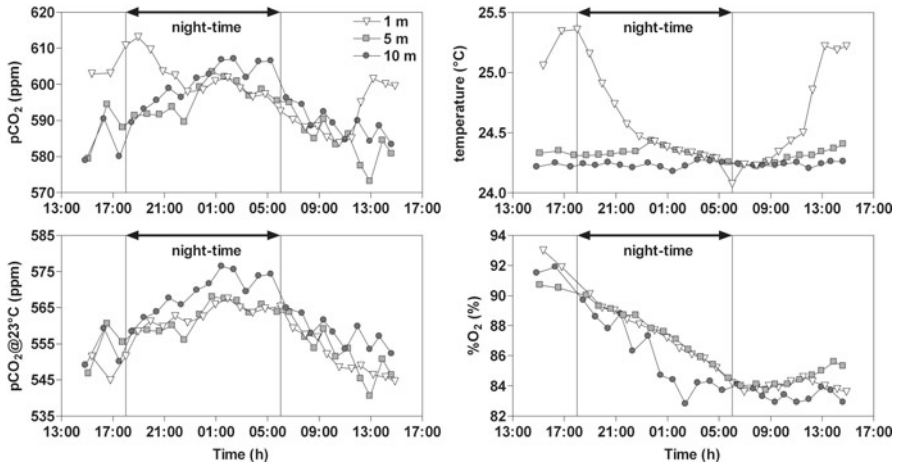 night-time
1 m
5 m
10 m
pCO₂ (ppm)
620
610
600
590
580
570
13:00 17:00 21:00 01:00 05:00 09:00 13:00 17:00
night-time
temperature (°C)
25.5
25.0
24.4
24.0
13:00 17:00 21:00 01:00 05:00 09:00 13:00 17:00
night-time
pCO₂@23°C (ppm)
585
575
565
555
545
535
13:00 17:00 21:00 01:00 05:00 09:00 13:00 17:00
Time (h)
night-time
%O₂ (%)
94
92
90
88
86
84
82
13:00 17:00 21:00 01:00 05:00 09:00 13:00 17:00
Time (h)